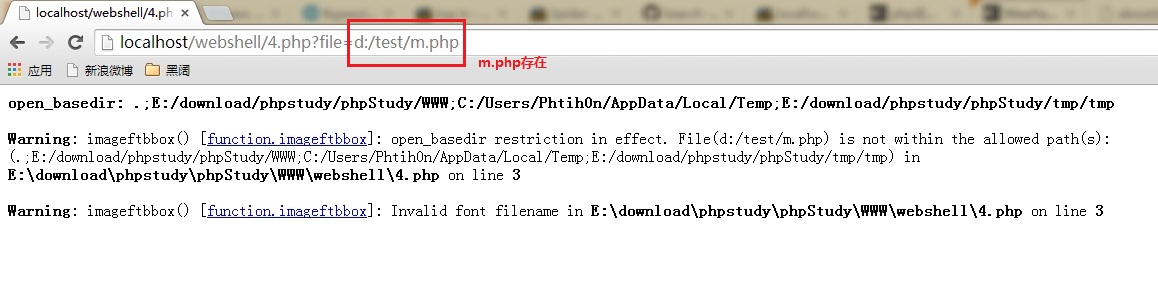 localhost/webshell/4.ph
localhost/webshell/4.php?file=d:/test/m.php
m.php存在
应用 新浪微博 黑阔
open_basedir: .;E:/download/phpstudy/phpStudy/WWW;C:/Users/Phtih0n/AppData/Local/Temp;E:/download/phpstudy/phpStudy/tmp/tmp
Warning: imageftbbox() [function.imageftbbox]: open_basedir restriction in effect. File(d:/test/m.php) is not within the allowed path(s):
(.;E:/download/phpstudy/phpStudy/WWW;C:/Users/Phtih0n/AppData/Local/Temp;E:/download/phpstudy/phpStudy/tmp/tmp) in
E:\download\phpstudy\phpStudy\WWW\webshell\4.php on line 3
Warning: imageftbbox() [function.imageftbbox]: Invalid font filename in E:\download\phpstudy\phpStudy\WWW\webshell\4.php on line 3